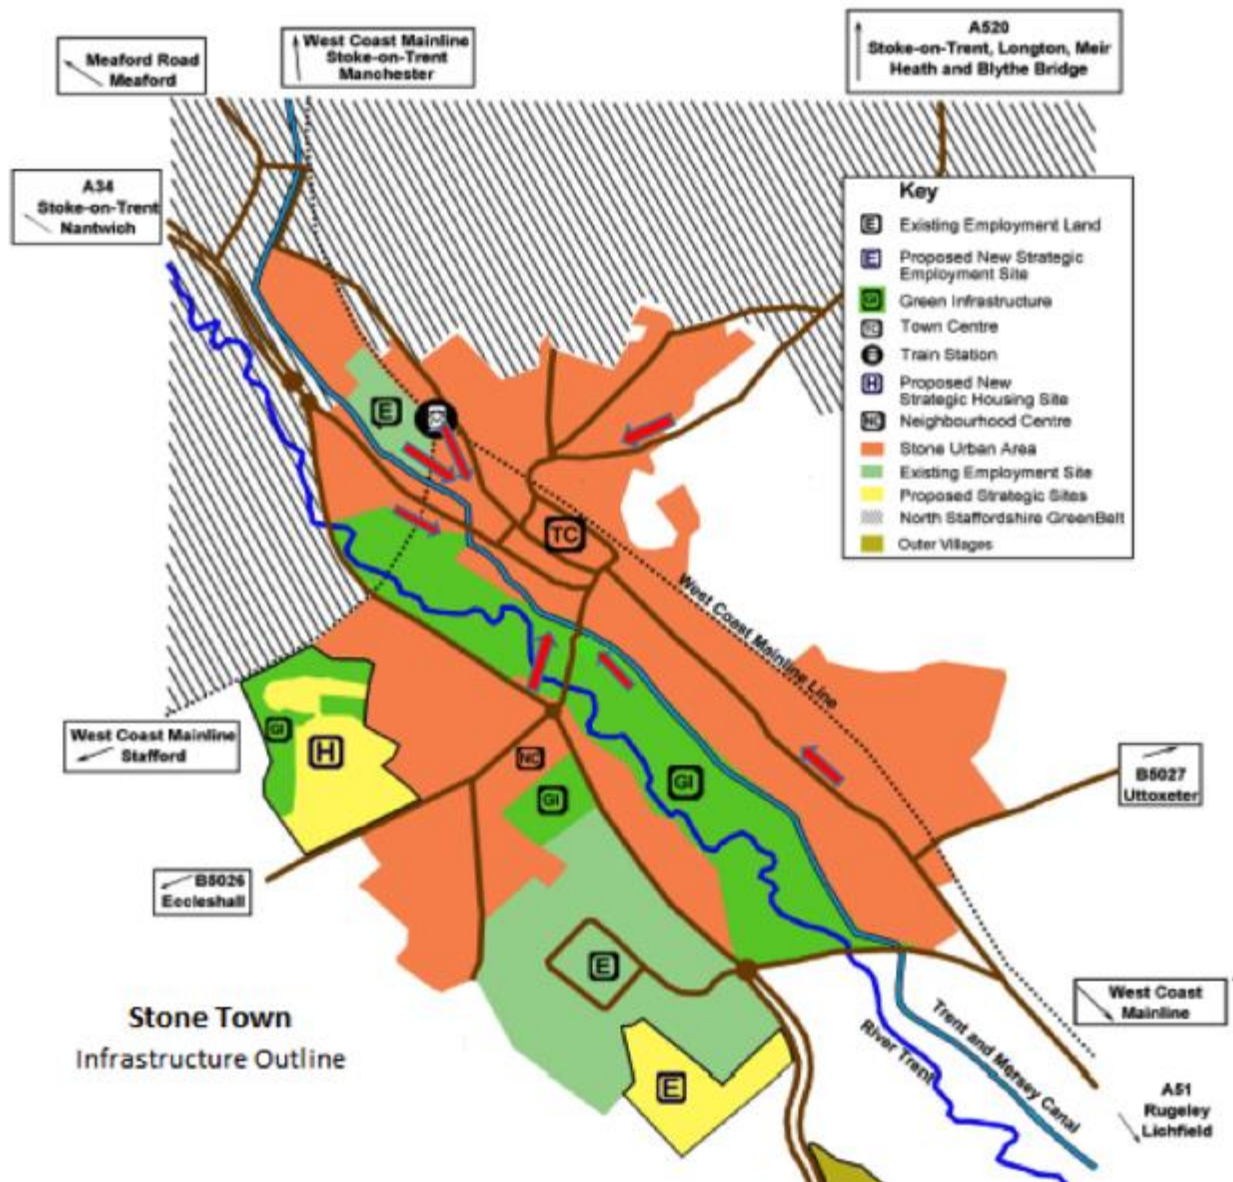 Meaford Road
Meaford
West Coast Mainline
Stoke-on-Trent
Manchester
A520
Stoke-on-Trent, Longton, Meir
Heath and Blythe Bridge
A34
Stoke-on-Trent
Nantwich
Key
E Existing Employment Land
E Proposed New Strategic
Employment Site
GI Green Infrastructure
TC Town Centre
Train Station
H Proposed New
Strategic Housing Site
NC Neighbourhood Centre
Stone Urban Area
Existing Employment Site
Proposed Strategic Sites
North Staffordshire GreenBelt
Outer Villages
E
TC
West Coast Mainline Line
West Coast Mainline
Stafford
GI
H
NC
GI
GI
B5027
Uttoxeter
B5026
Eccleshall
E
E
West Coast
Mainline
River Trent
Trent and Mersey Canal
A51
Rugeley
Lichfield
Stone Town
Infrastructure Outline